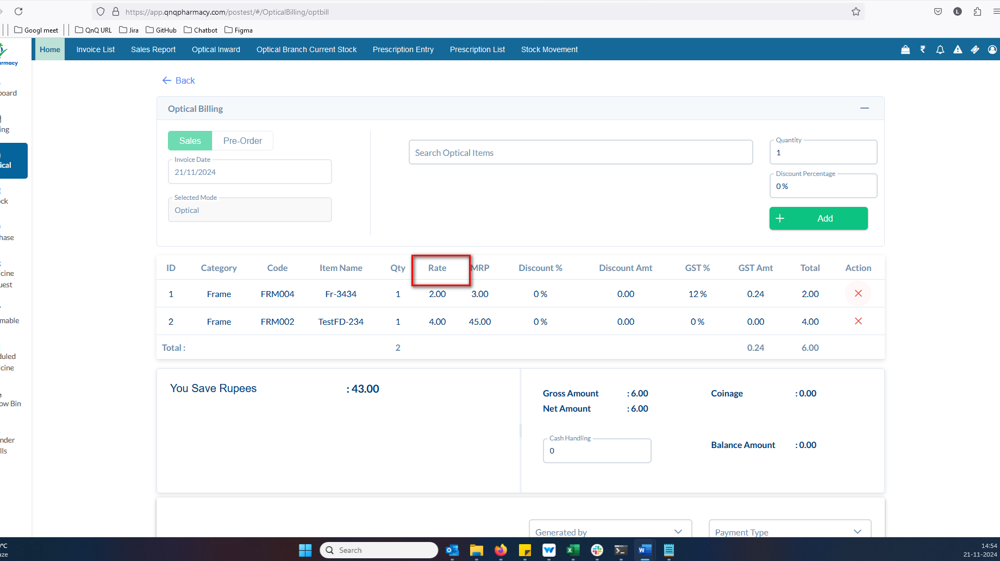 https://app.qnqpharmacy.com/postest/#/OpticalBilling/optbill
L
Googl meet
QnQ URL
Jira
GitHub
Chatbot
Figma
rmacy
Home
Invoice List
Sales Report
Optical Inward
Optical Branch Current Stock
Prescription Entry
Prescription List
Stock Movement
Back
oard
ing
ical
ck
hase
cine
uest
mable
duled
cine
ow Bin
nder
lls
Optical Billing
Sales
Pre-Order
Invoice Date
21/11/2024
Selected Mode
Optical
Search Optical Items
Quantity
1
Discount Percentage
0 %
Add
ID Category Code Item Name Qty Rate MRP Discount % Discount Amt GST % GST Amt Total Action
1 Frame FRM004 Fr-3434 1 2.00 3.00 0 % 0.00 12 % 0.24 2.00
2 Frame FRM002 TestFD-234 1 4.00 45.00 0 % 0.00 0 % 0.00 4.00
Total : 2 0.24 6.00
You Save Rupees : 43.00
Gross Amount : 6.00 Coinage : 0.00
Net Amount : 6.00
Cash Handling
0
Balance Amount : 0.00
Generated by
Payment Type
°C
aze
Search
14:54
21-11-2024